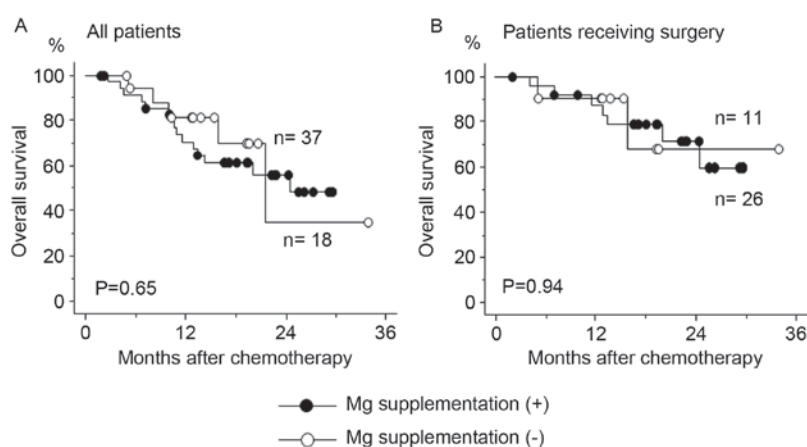 A All patients
%
100
80
60
40
20
0
Overall survival
n= 37
n= 18
P=0.65
0 12 24 36
Months after chemotherapy
B Patients receiving surgery
%
100
80
60
40
20
0
Overall survival
n= 11
n= 26
P=0.94
0 12 24 36
Months after chemotherapy
Mg supplementation (+)
Mg supplementation (-)